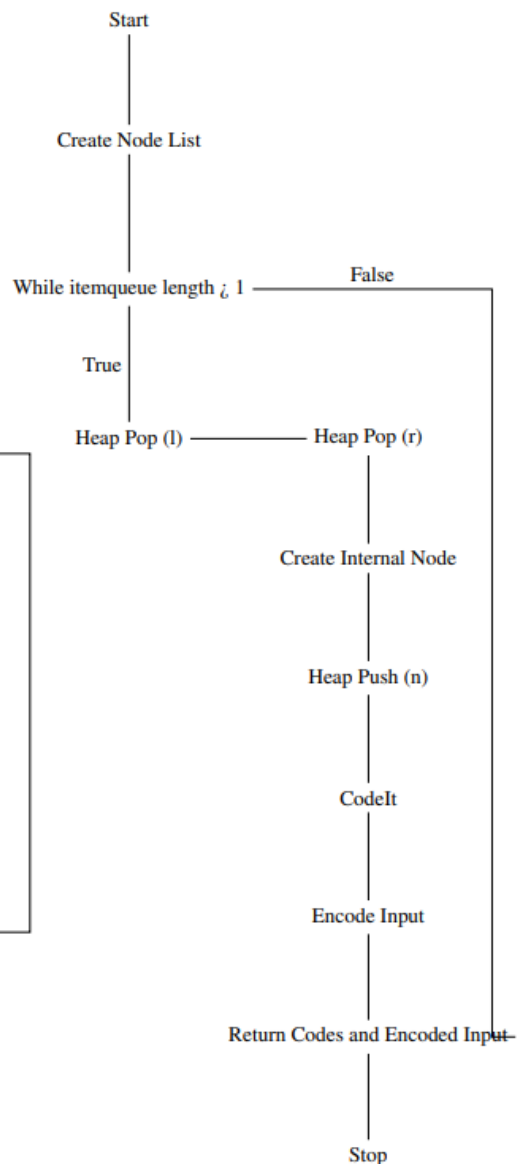 Start
Create Node List
While itemqueue length ¿ 1
False
True
Heap Pop (l)
Heap Pop (r)
Create Internal Node
Heap Push (n)
CodeIt
Encode Input
Return Codes and Encoded Input
Stop